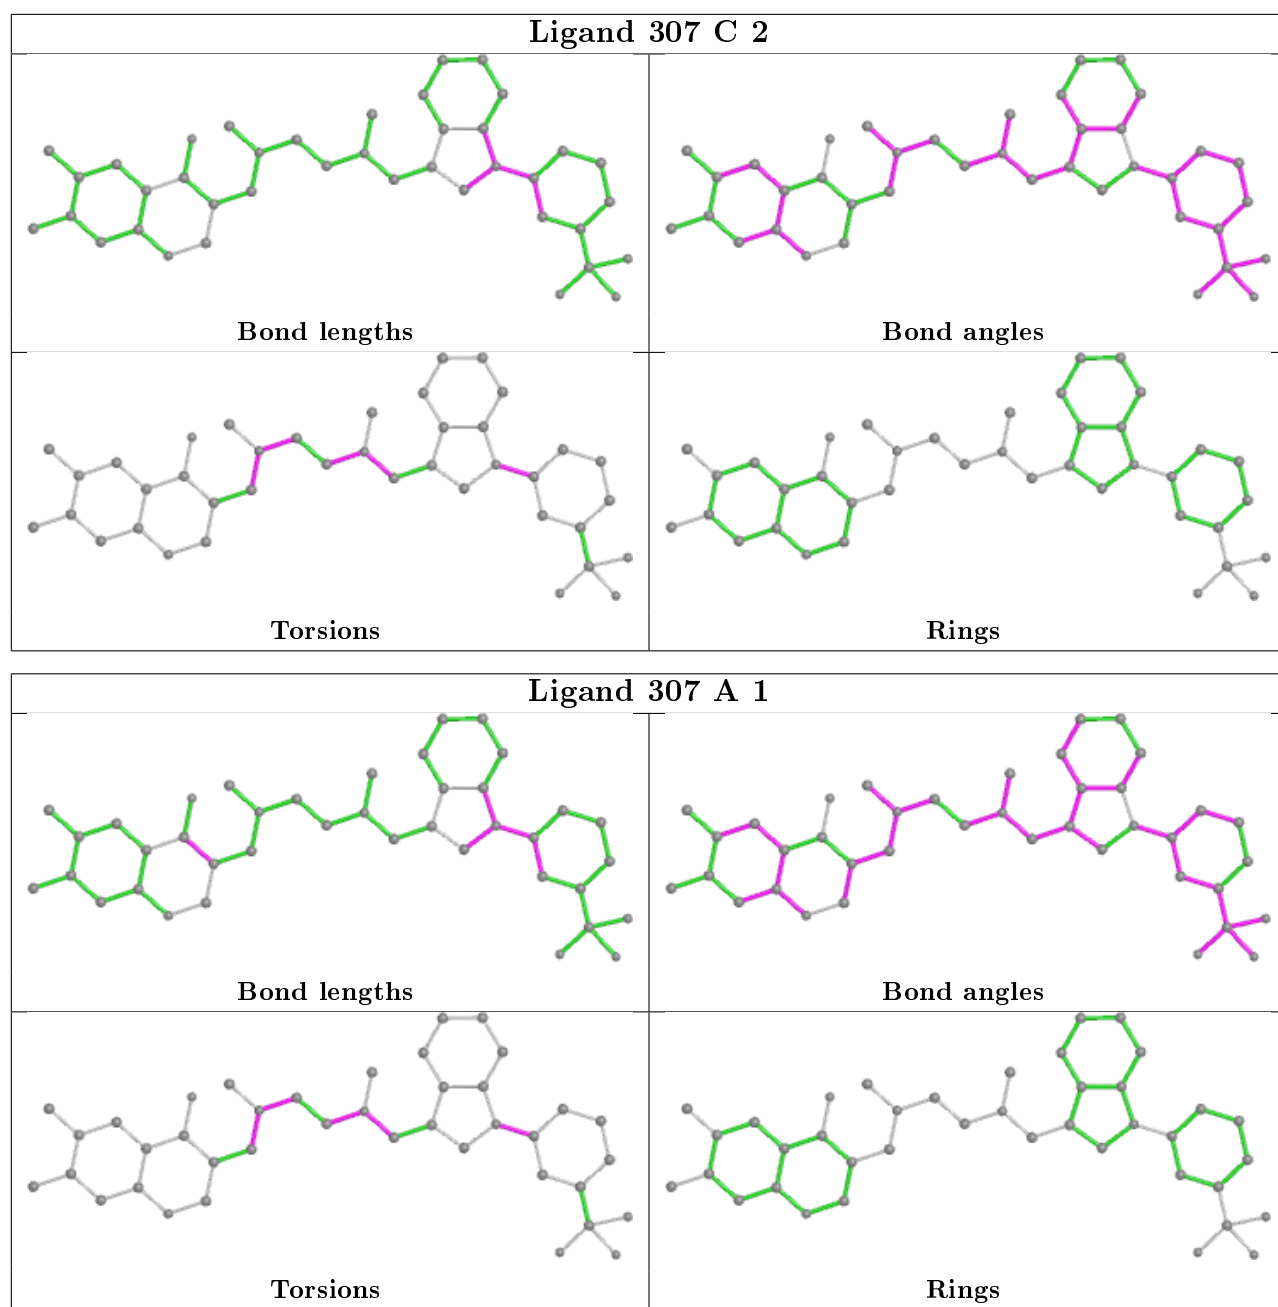 Ligand 307 C 2
Bond lengths
Bond angles
Torsions
Rings
Ligand 307 A 1
Bond lengths
Bond angles
Torsions
Rings